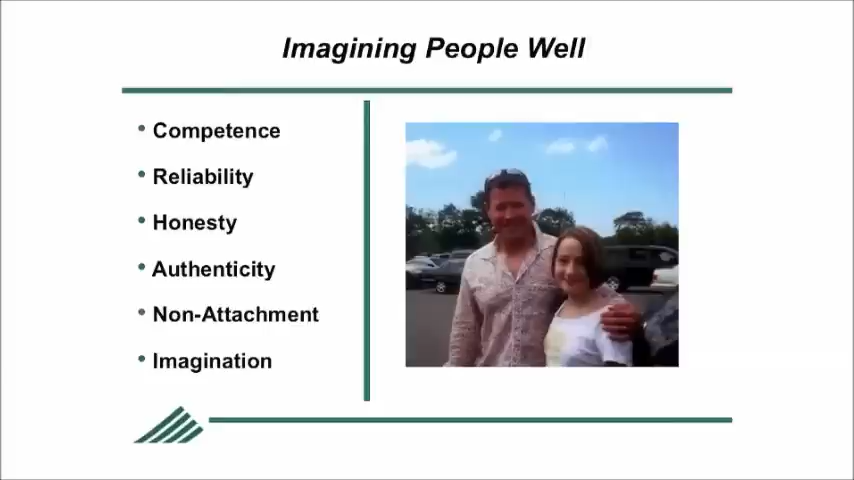 Imagining People Well
• Competence
• Reliability
• Honesty
• Authenticity
• Non-Attachment
• Imagination